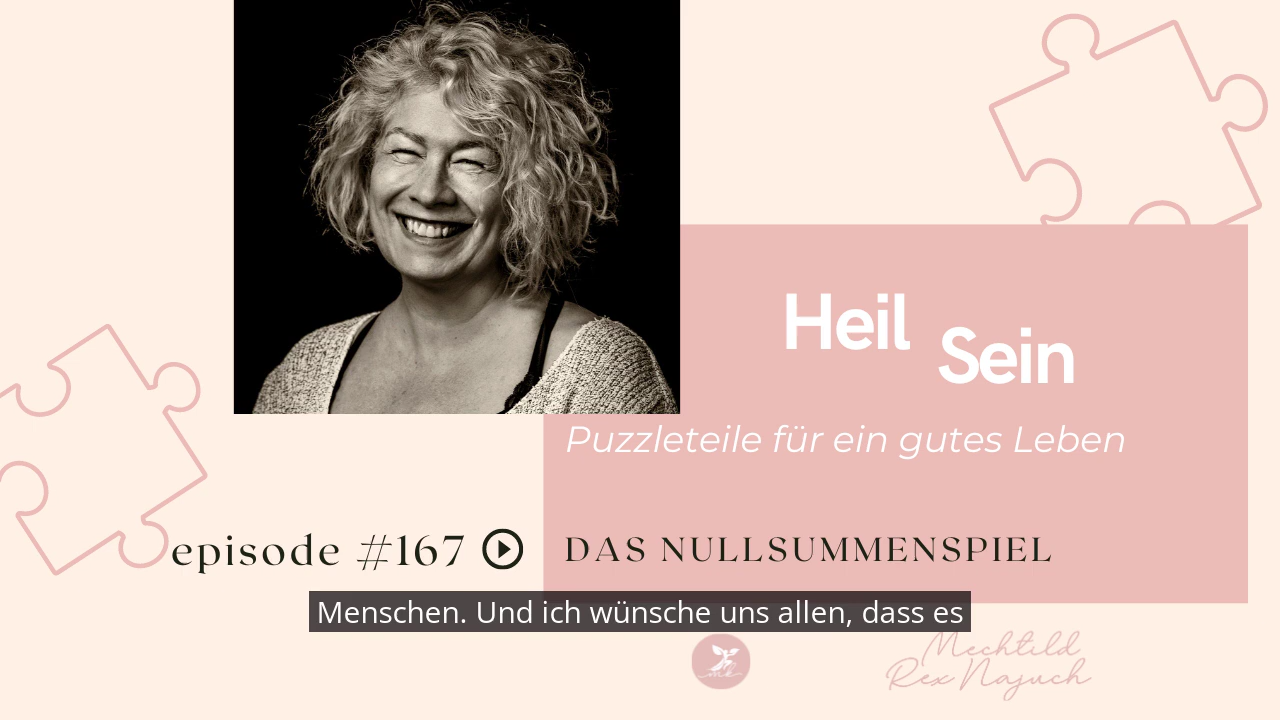 Heil
Sein
Puzzleteile für ein gutes Leben
episode #167
DAS NULLSUMMENSPIEL
Menschen. Und ich wünsche uns allen, dass es
Mechtild
Rex Najuch